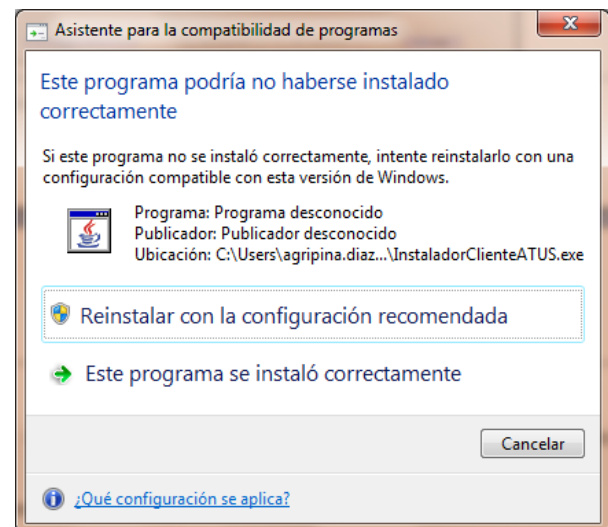 Asistente para la compatibilidad de programas
Este programa podría no haberse instalado
correctamente
Si este programa no se instaló correctamente, intente reinstalarlo con una
configuración compatible con esta versión de Windows.
Programa: Programa desconocido
Publicador: Publicador desconocido
Ubicación: C:\Users\agripina.diaz...\InstaladorClienteATUS.exe
Reinstalar con la configuración recomendada
Este programa se instaló correctamente
Cancelar
¿Qué configuración se aplica?